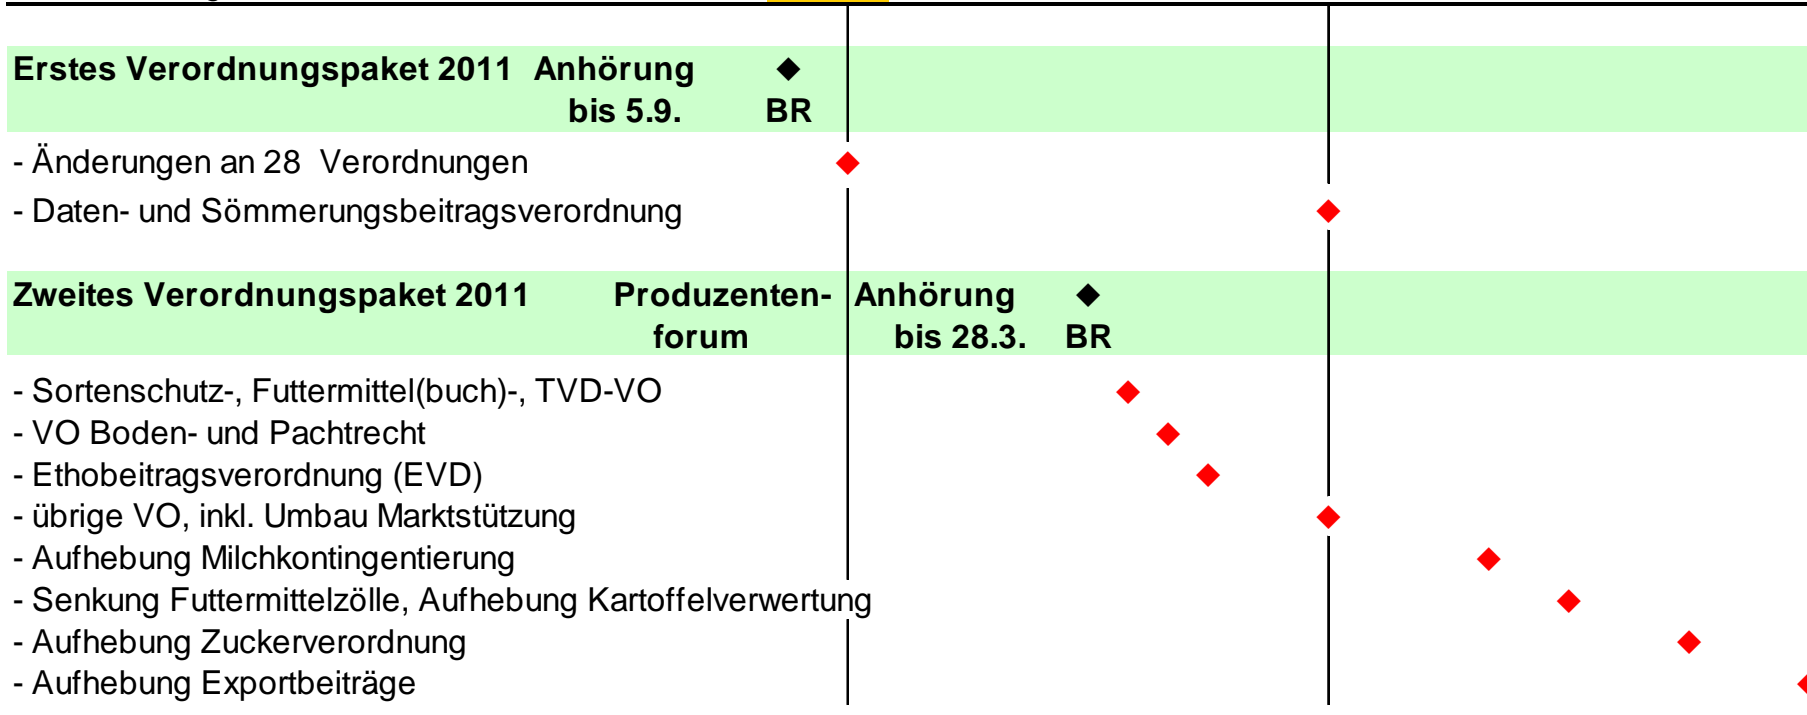 Erstes Verordnungspaket 2011 Anhörung
bis 5.9. BR
- Änderungen an 28 Verordnungen
- Daten- und Sömmerungsbeitragsverordnung
Zweites Verordnungspaket 2011 Produzenten- Anhörung
forum bis 28.3. BR
- Sortenschutz-, Futtermittel(buch)-, TVD-VO
- VO Boden- und Pachtrecht
- Ethobeitragsverordnung (EVD)
- übrige VO, inkl. Umbau Marktstützung
- Aufhebung Milchkontingentierung
- Senkung Futtermittelzölle, Aufhebung Kartoffelverwertung
- Aufhebung Zuckerverordnung
- Aufhebung Exportbeiträge